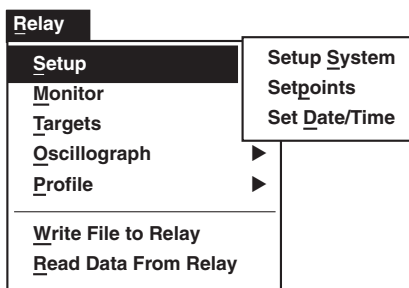 Relay
Setup
Setup System
Setpoints
Set Date/Time
Monitor
Targets
Oscillograph
Profile
Write File to Relay
Read Data From Relay